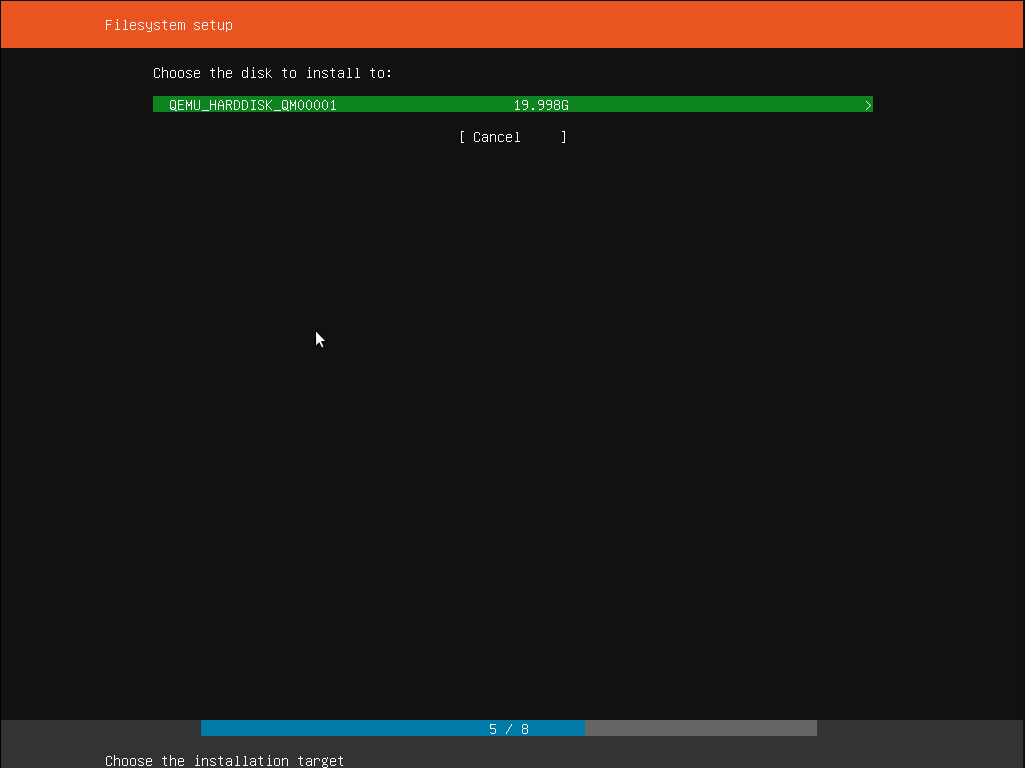 Filesystem setup
Choose the disk to install to:
QEMU_HARDDISK_QM00001 19.998G >
[ Cancel ]
5 / 8
Choose the installation target